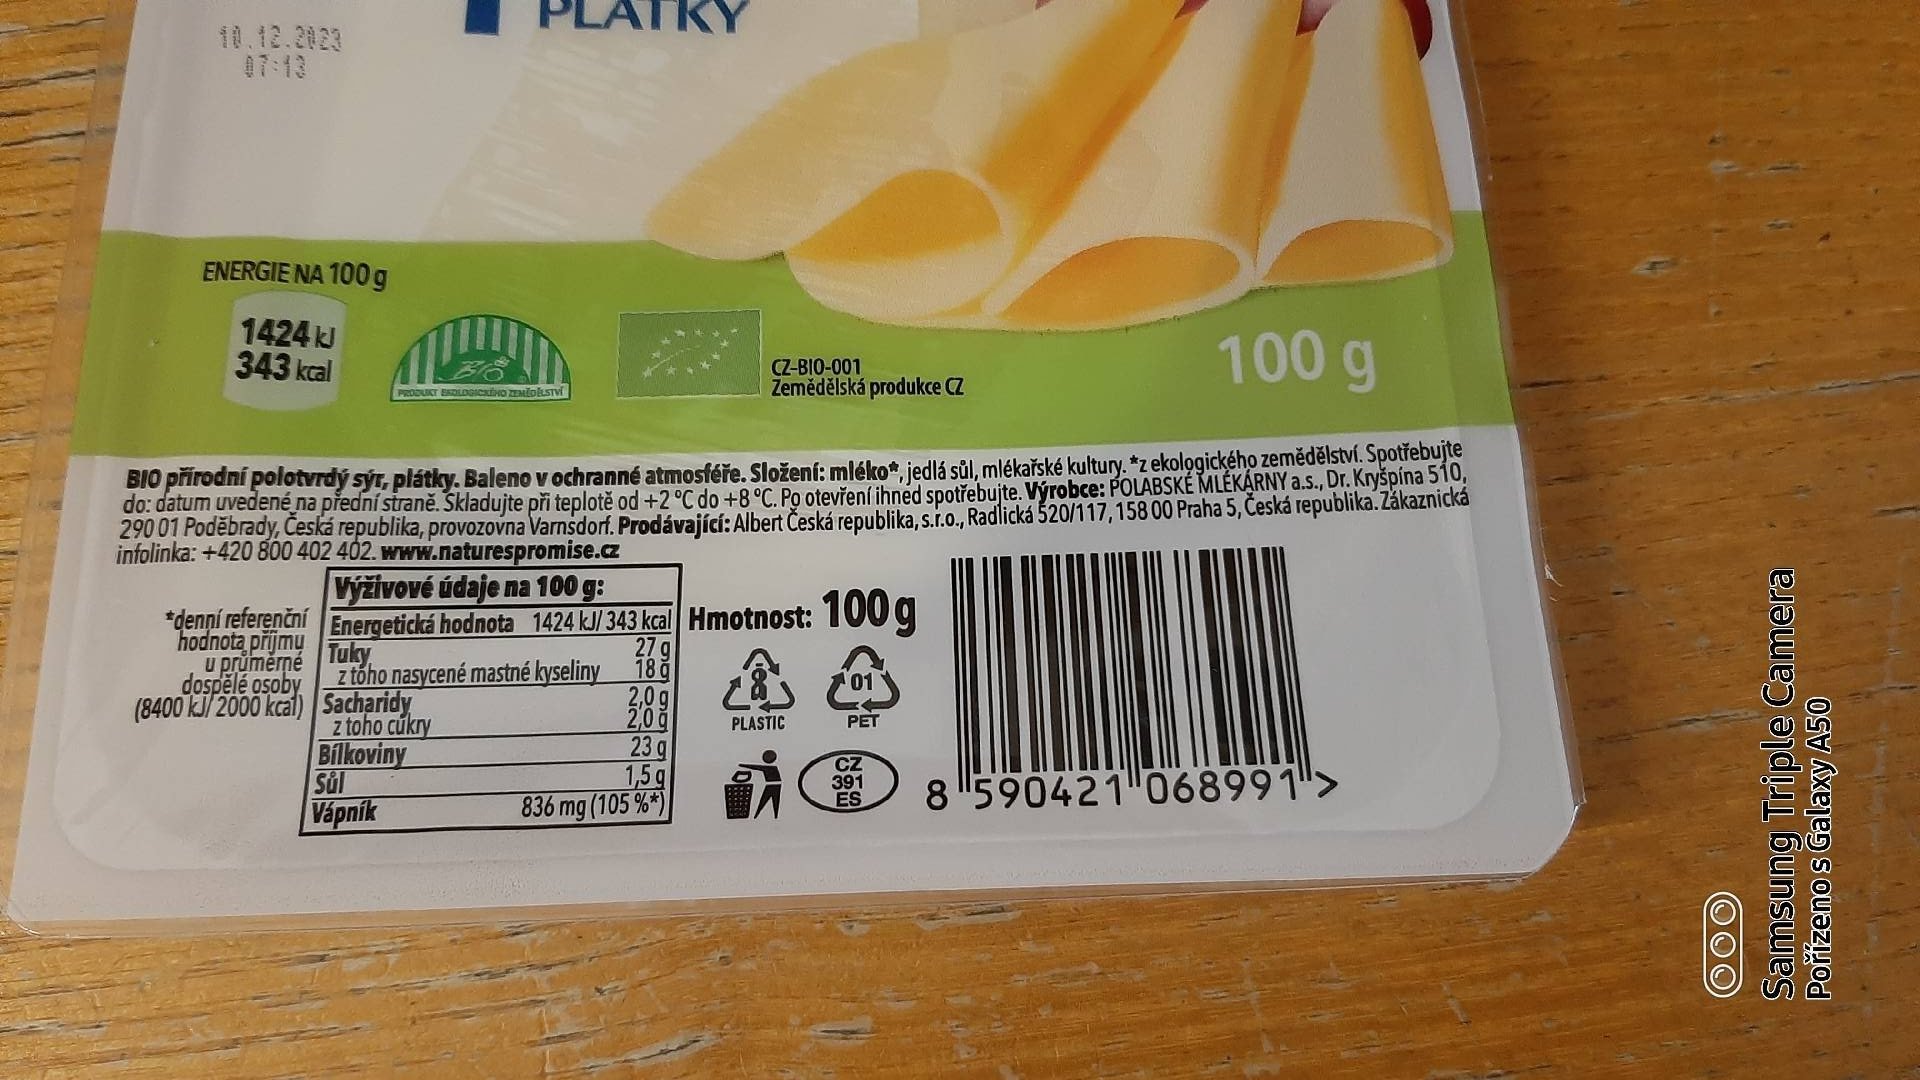 PLÁTKY
10.12.2023
07:13
ENERGIE NA 100 g
1424 kJ
343 kcal
BIO
PRODUKT EKOLOGICKÉHO ZEMĚDĚLSTVÍ
CZ-BIO-001
Zemědělská produkce CZ
100 g
BIO přírodní polotvrdý sýr, plátky. Baleno v ochranné atmosféře. Složení: mléko*, jedlá sůl, mlékařské kultury. *z ekologického zemědělství. Spotřebujte
do: datum uvedené na přední straně. Skladujte při teplotě od +2 °C do +8 °C. Po otevření ihned spotřebujte. Výrobce: POLABSKÉ MLÉKÁRNY a.s., Dr. Kryšpína 510,
290 01 Poděbrady, Česká republika, provozovna Varnsdorf. Prodávající: Albert Česká republika, s.r.o., Radlická 520/117, 158 00 Praha 5, Česká republika. Zákaznická
infolinka: +420 800 402 402. www.naturespromise.cz
*denní referenční
hodnota příjmu
u průměrné
dospělé osoby
(8400 kJ/ 2000 kcal)
Výživové údaje na 100 g:
Energetická hodnota 1424 kJ/ 343 kcal
Tuky 27 g
z toho nasycené mastné kyseliny 18 g
Sacharidy 2,0 g
z toho cukry 2,0 g
Bílkoviny 23 g
Sůl 1,5 g
Vápník 836 mg (105 %*)
Hmotnost: 100 g
PLASTIC
01
PET
CZ
391
ES
8 590421 068991 >
Samsung Triple Camera
Pořízeno s Galaxy A50